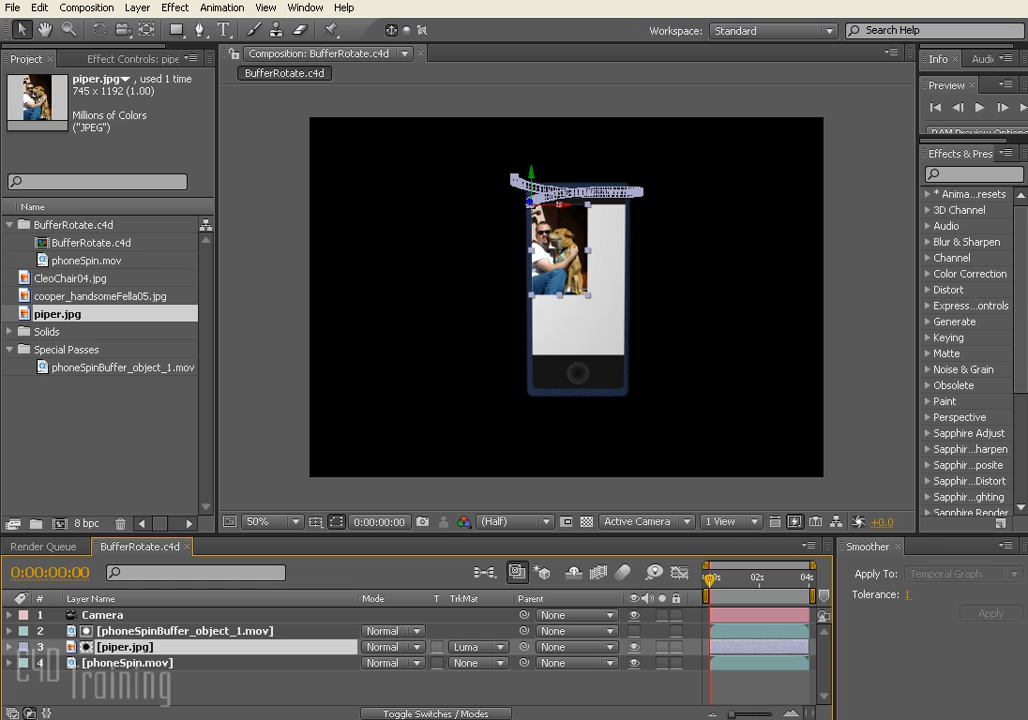 File Edit Composition Layer Effect Animation View Window Help
Workspace: Standard Search Help
Project × Effect Controls: pipe
piper.jpg▼ , used 1 time
745 x 1192 (1.00)
Millions of Colors
("JPEG")
Name
BufferRotate.c4d
BufferRotate.c4d
phoneSpin.mov
CleoChair04.jpg
cooper_handsomeFella05.jpg
piper.jpg
Solids
Special Passes
phoneSpinBuffer_object_1.mov
8 bpc
Composition: BufferRotate.c4d
BufferRotate.c4d
50% 0:00:00:00 (Half) Active Camera 1 View +0.0
Info × Audi
Preview ×
RAM Preview Options
Effects & Pres
* Anima...resets
3D Channel
Audio
Blur & Sharpen
Channel
Color Correction
Distort
Express...ontrols
Generate
Keying
Matte
Noise & Grain
Obsolete
Paint
Perspective
Sapphire Adjust
Sapphir...harpen
Sapphir...posite
Sapphir...Distort
Sapphir...ghting
Sapphire Render
Render Queue BufferRotate.c4d ×
0:00:00:00
02s 04s
# Layer Name Mode T TrkMat Parent
1 Camera None
2 [phoneSpinBuffer_object_1.mov] Normal None
3 [piper.jpg] Normal Luma None
4 [phoneSpin.mov] Normal None None
Toggle Switches / Modes
Smoother ×
Apply To: Temporal Graph
Tolerance: 1
Apply
E4D
Training